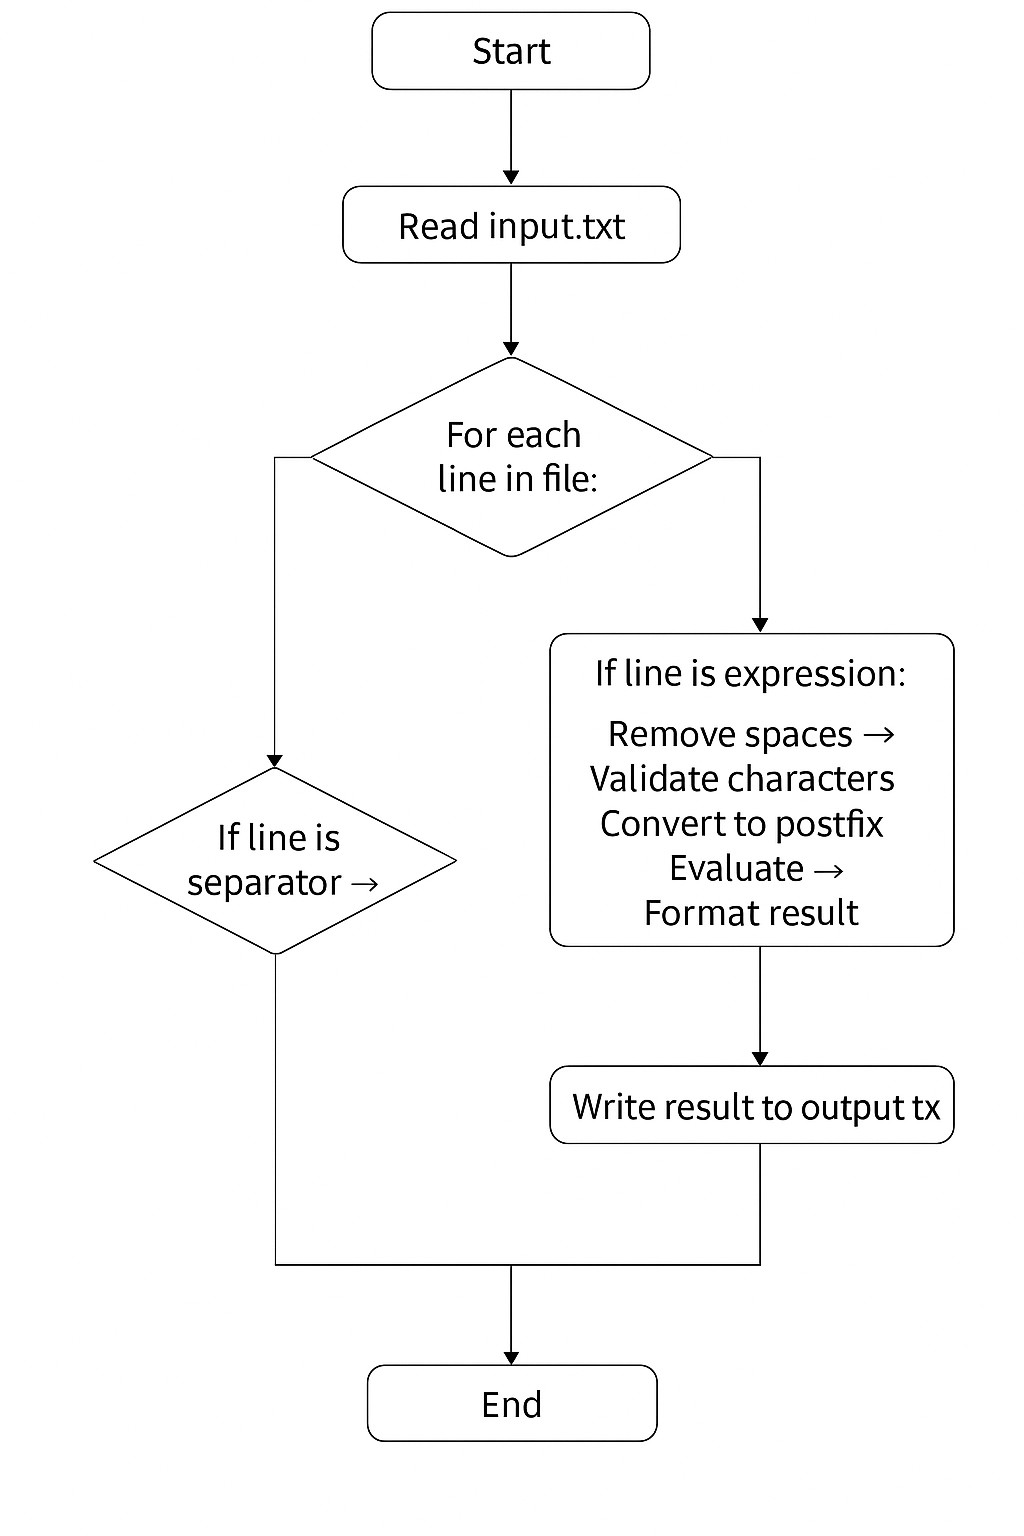 Start
Read input.txt
For each
line in file:
If line is expression:
Remove spaces →
Validate characters
Convert to postfix
Evaluate →
Format result
If line is
separator →
Write result to output tx
End